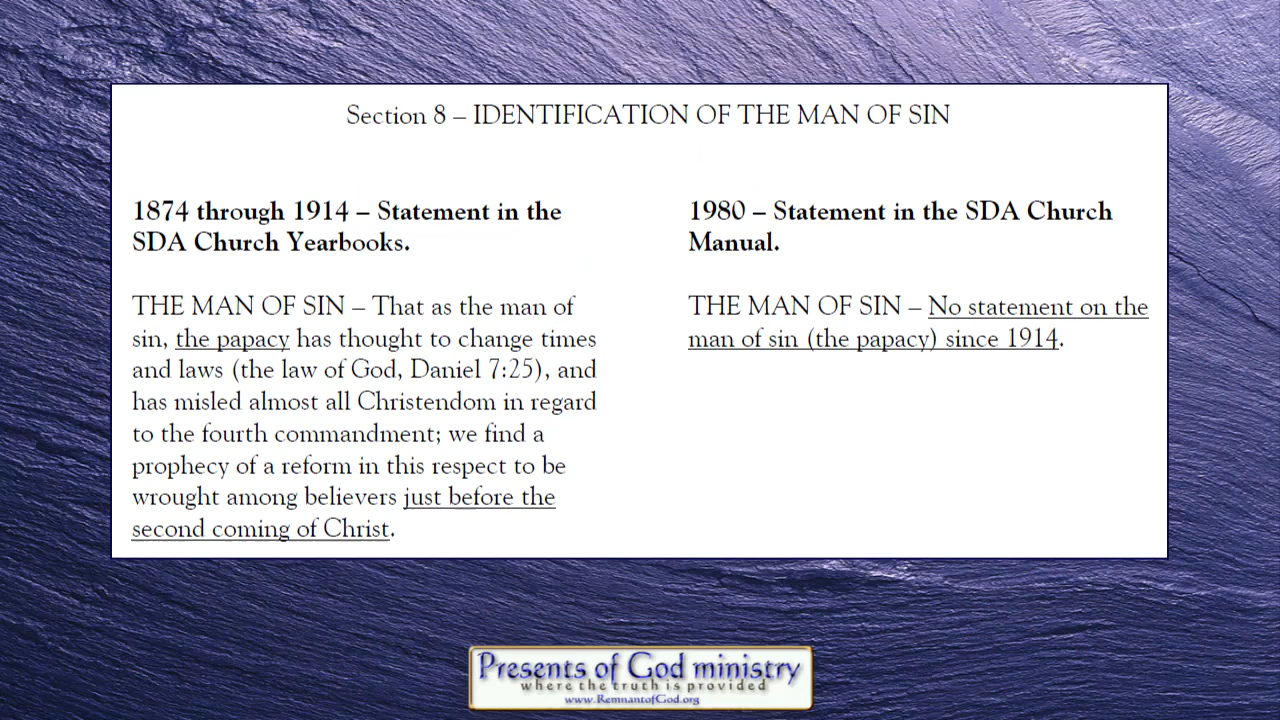 Section 8 – IDENTIFICATION OF THE MAN OF SIN
1874 through 1914 – Statement in the
SDA Church Yearbooks.
THE MAN OF SIN – That as the man of
sin, the papacy has thought to change times
and laws (the law of God, Daniel 7:25), and
has misled almost all Christendom in regard
to the fourth commandment; we find a
prophecy of a reform in this respect to be
wrought among believers just before the
second coming of Christ.
1980 – Statement in the SDA Church
Manual.
THE MAN OF SIN – No statement on the
man of sin (the papacy) since 1914.
Presents of God ministry
where the truth is provided
www.RemnantofGod.org